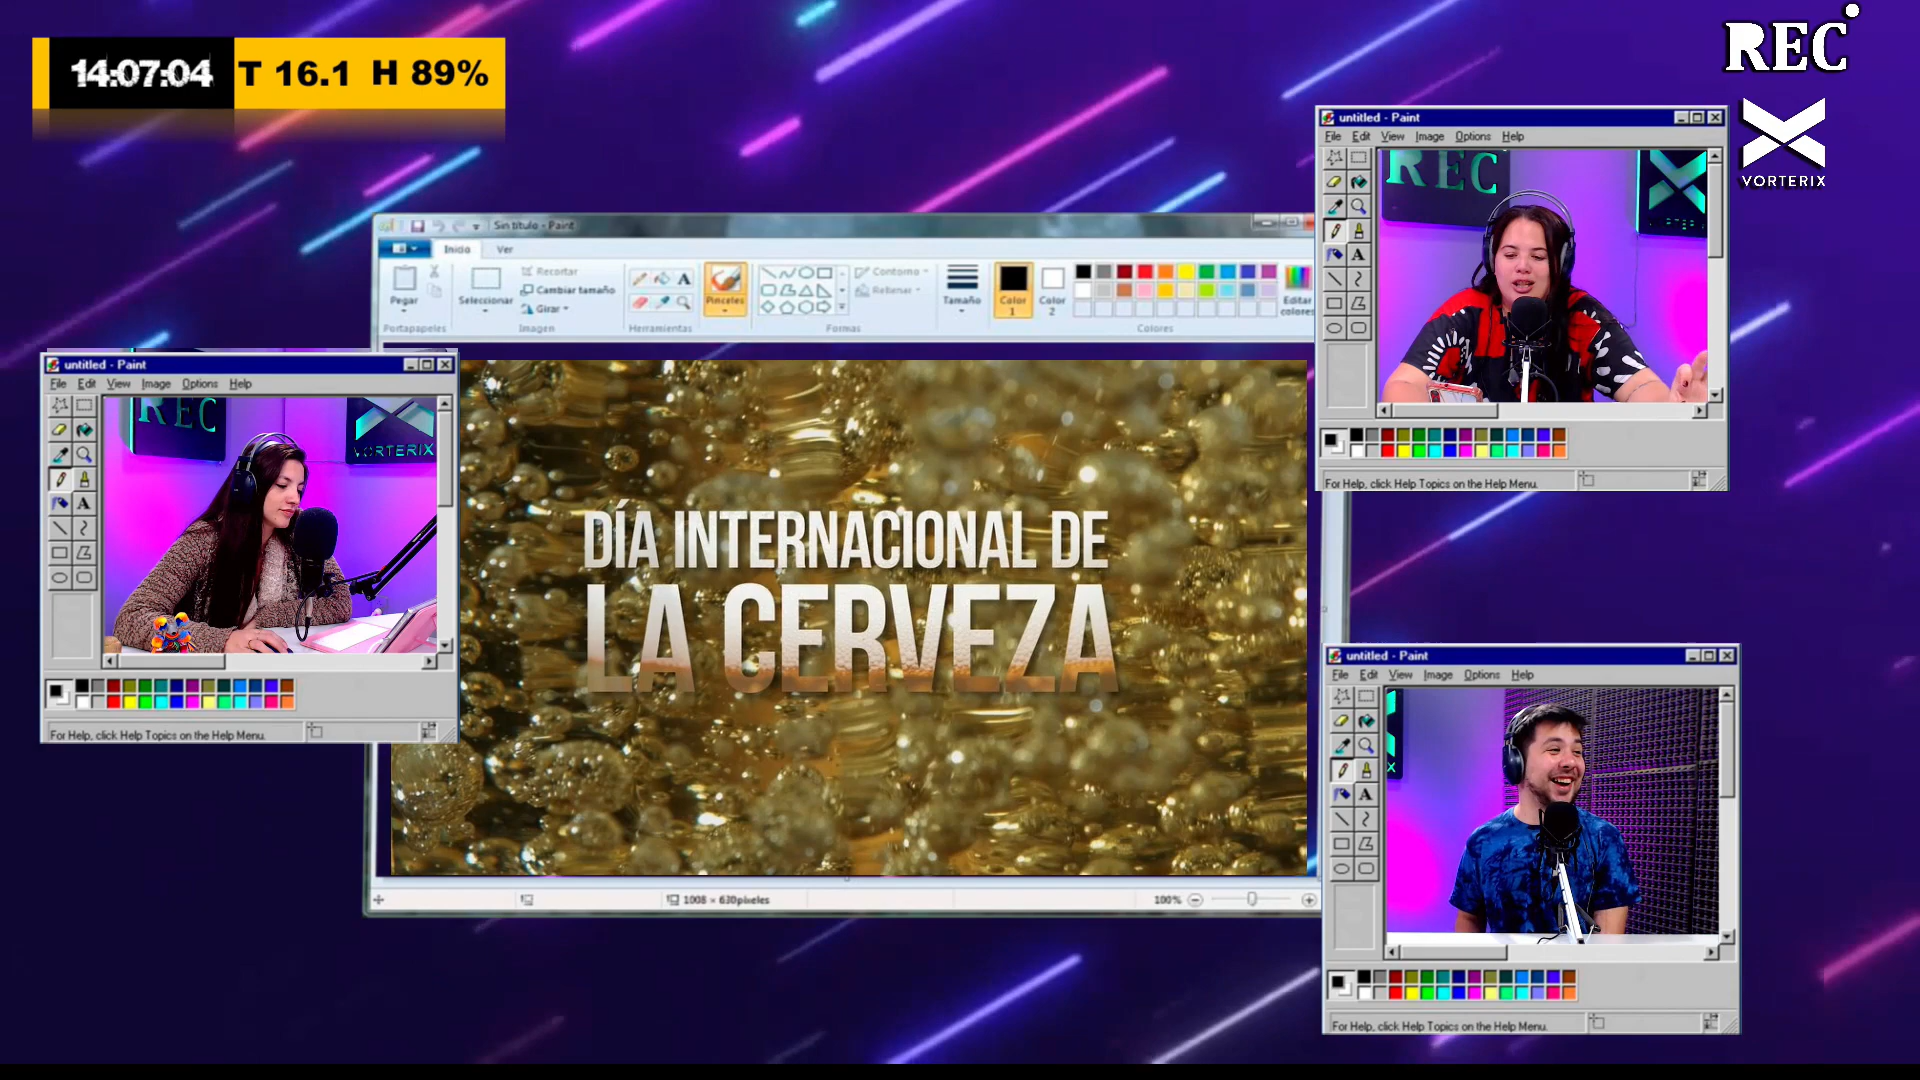 14:07:04 T 16.1 H 89%
REC
VORTERIX
untitled - Paint
File Edit View Image Options Help
REC
For Help, click Help Topics on the Help Menu.
Sin título - Paint
Inicio Ver
Pegar
Portapapeles
Seleccionar
Recortar
Cambiar tamaño
Girar
Imagen
Herramientas
Pinceles
Contorno
Rellenar
Formas
Tamaño
Color 1
Color 2
Editar colores
Colores
DÍA INTERNACIONAL DE
LA CERVEZA
1008 × 630píxeles
100%
untitled - Paint
File Edit View Image Options Help
REC
VORTERIX
For Help, click Help Topics on the Help Menu.
untitled - Paint
File Edit View Image Options Help
For Help, click Help Topics on the Help Menu.